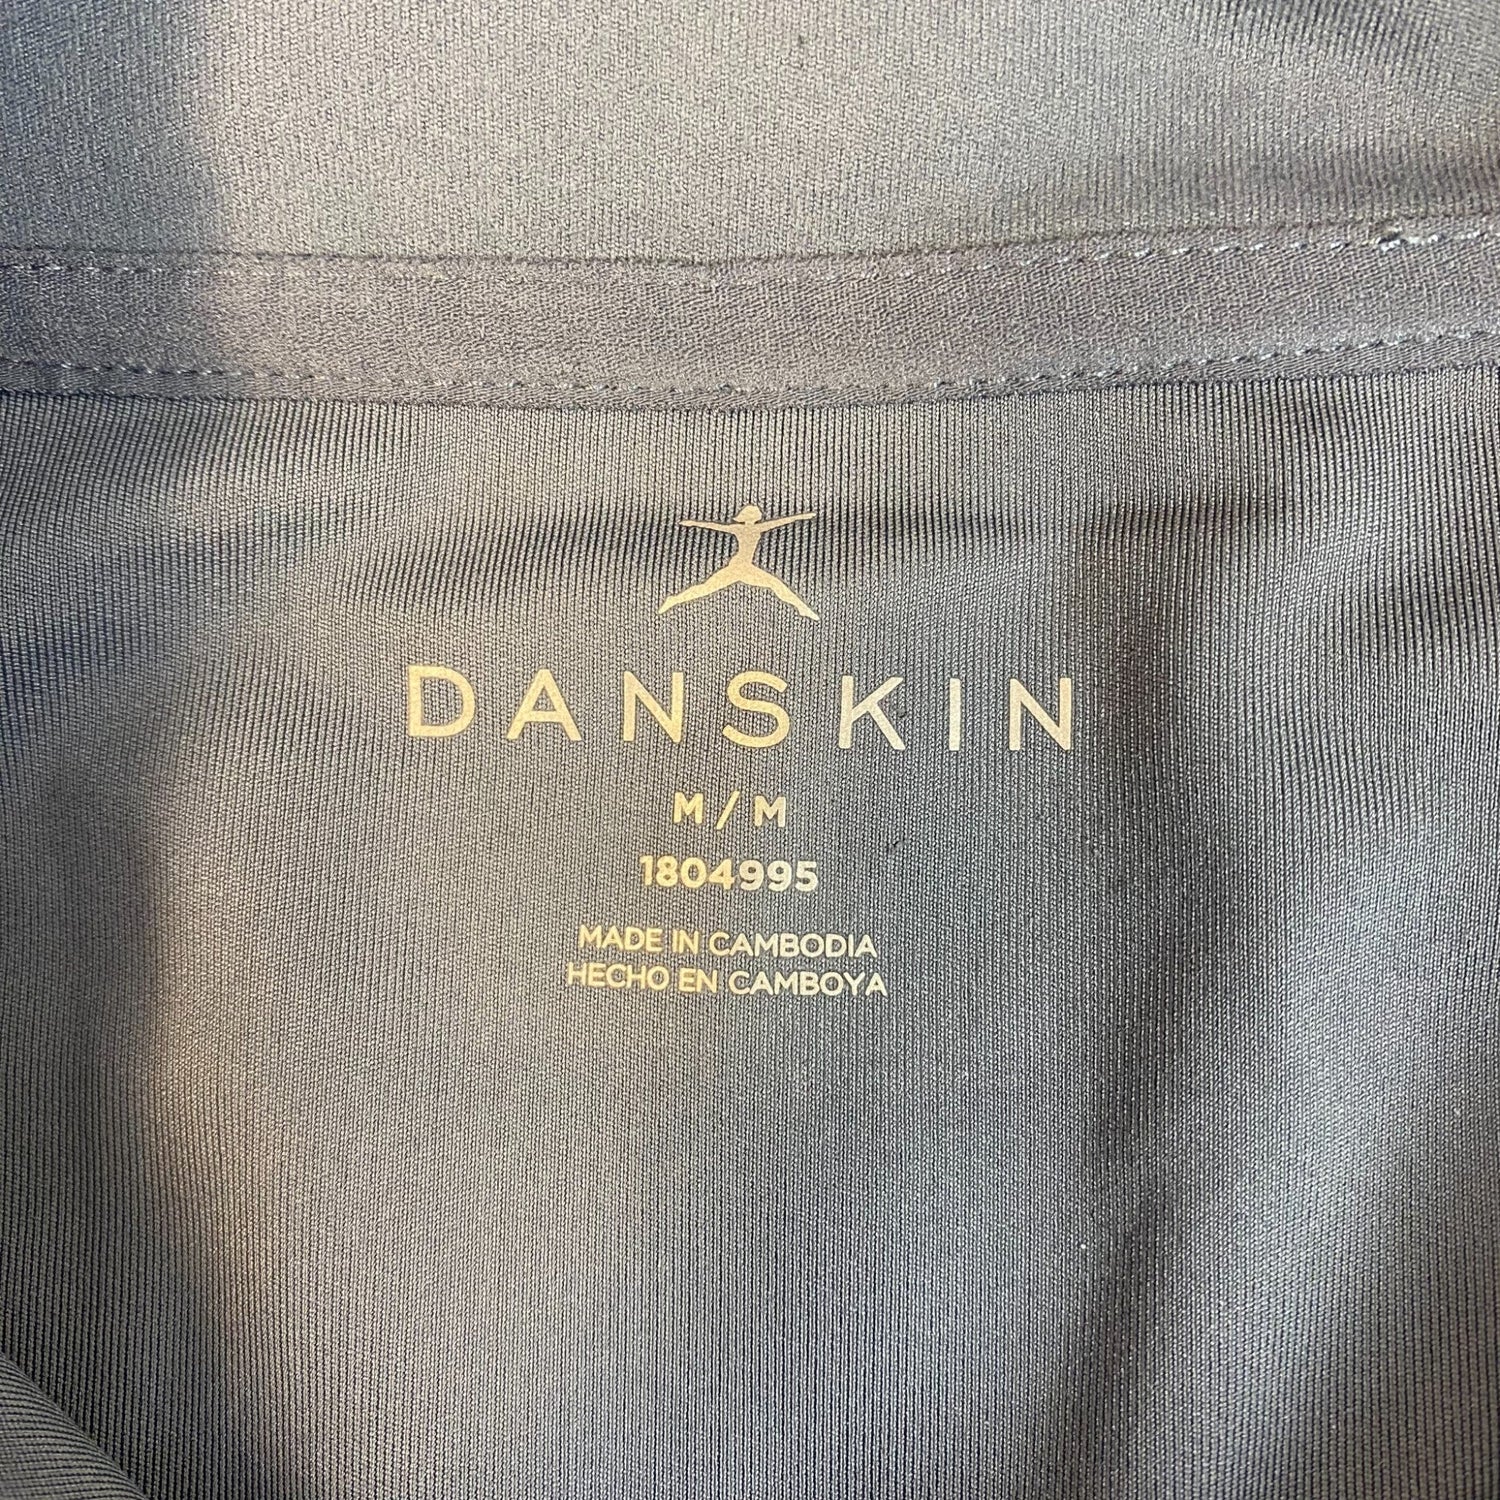 DANSKIN
M / M
1804995
MADE IN CAMBODIA
HECHO EN CAMBOYA